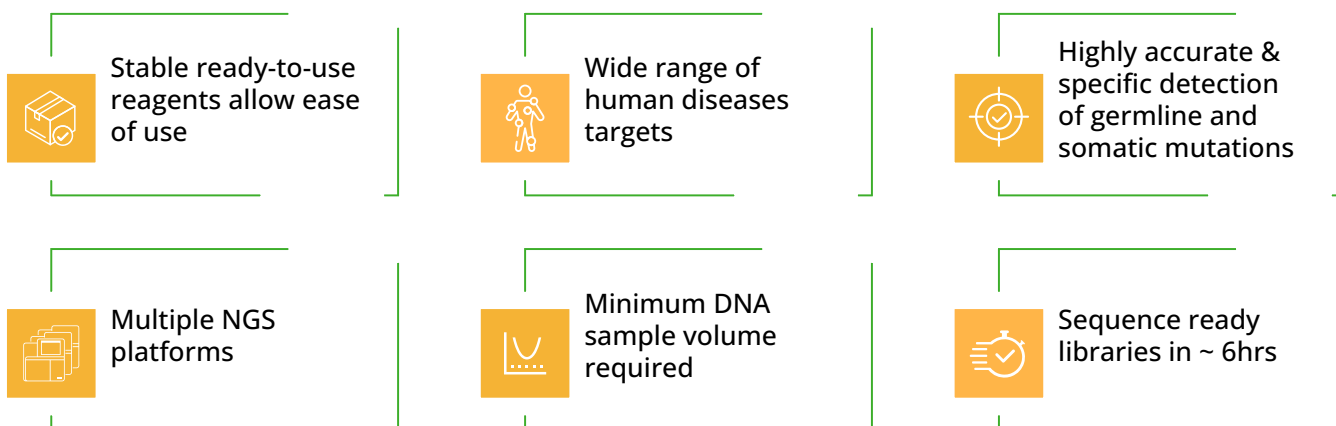 Stable ready-to-use
reagents allow ease
of use
Wide range of
human diseases
targets
Highly accurate &
specific detection
of germline and
somatic mutations
Multiple NGS
platforms
Minimum DNA
sample volume
required
Sequence ready
libraries in ~ 6hrs